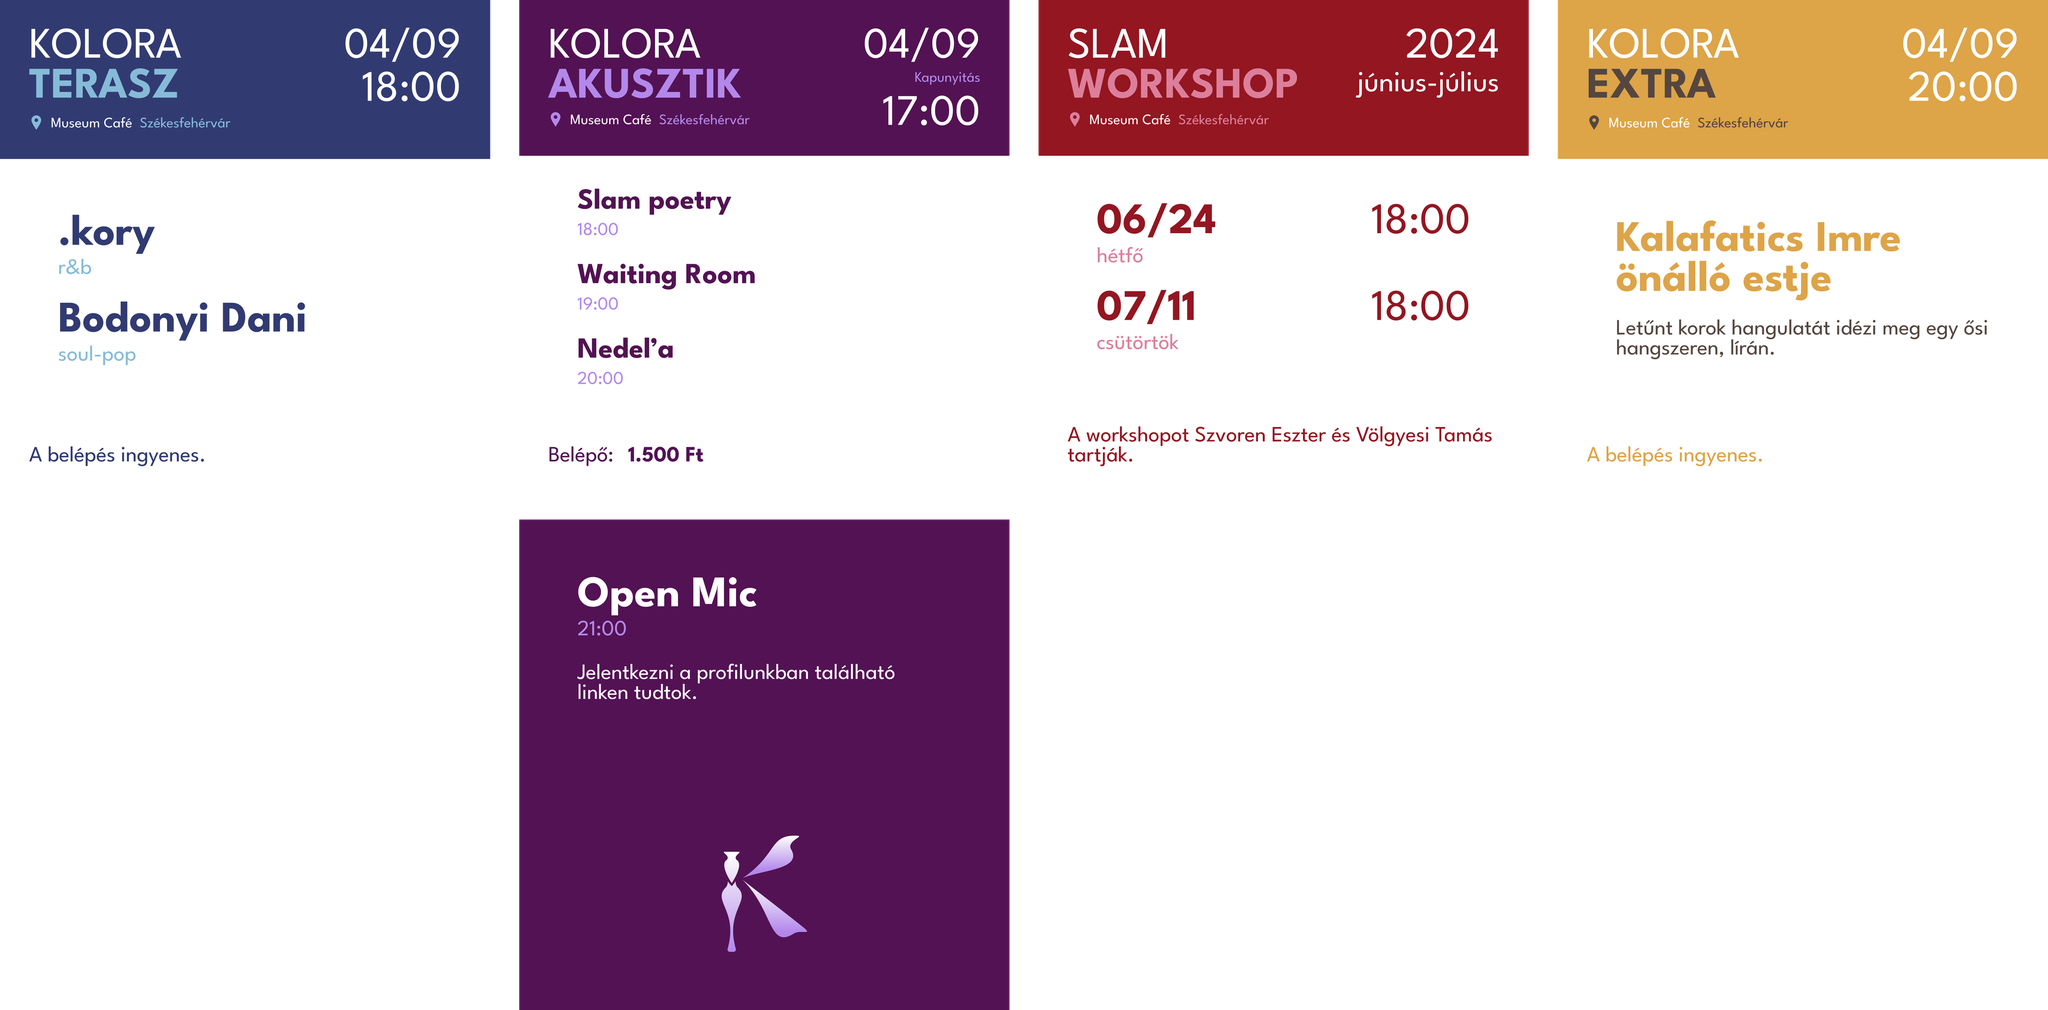 KOLORA
TERASZ
Museum Café Székesfehérvár
04/09
18:00
.kory
r&b
Bodonyi Dani
soul-pop
A belépés ingyenes.
KOLORA
AKUSZTIK
Museum Café Székesfehérvár
04/09
Kapunyitás
17:00
Slam poetry
18:00
Waiting Room
19:00
Nedel’a
20:00
Belépő: 1.500 Ft
Open Mic
21:00
Jelentkezni a profilunkban található
linken tudtok.
SLAM
WORKSHOP
Museum Café Székesfehérvár
2024
június-július
06/24 18:00
hétfő
07/11 18:00
csütörtök
A workshopot Szvoren Eszter és Völgyesi Tamás
tartják.
KOLORA
EXTRA
Museum Café Székesfehérvár
04/09
20:00
Kalafatics Imre
önálló estje
Letűnt korok hangulatát idézi meg egy ősi
hangszeren, lírán.
A belépés ingyenes.